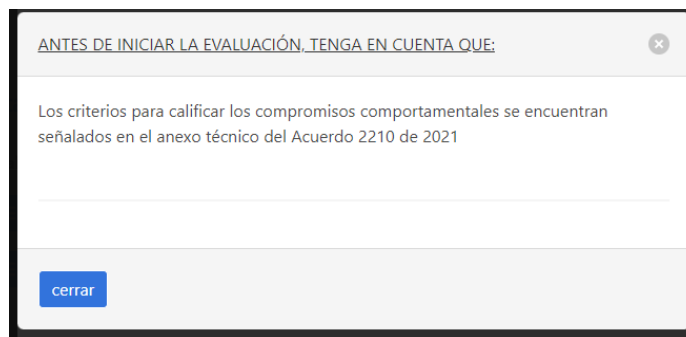 ANTES DE INICIAR LA EVALUACIÓN, TENGA EN CUENTA QUE:
Los criterios para calificar los compromisos comportamentales se encuentran
señalados en el anexo técnico del Acuerdo 2210 de 2021
cerrar